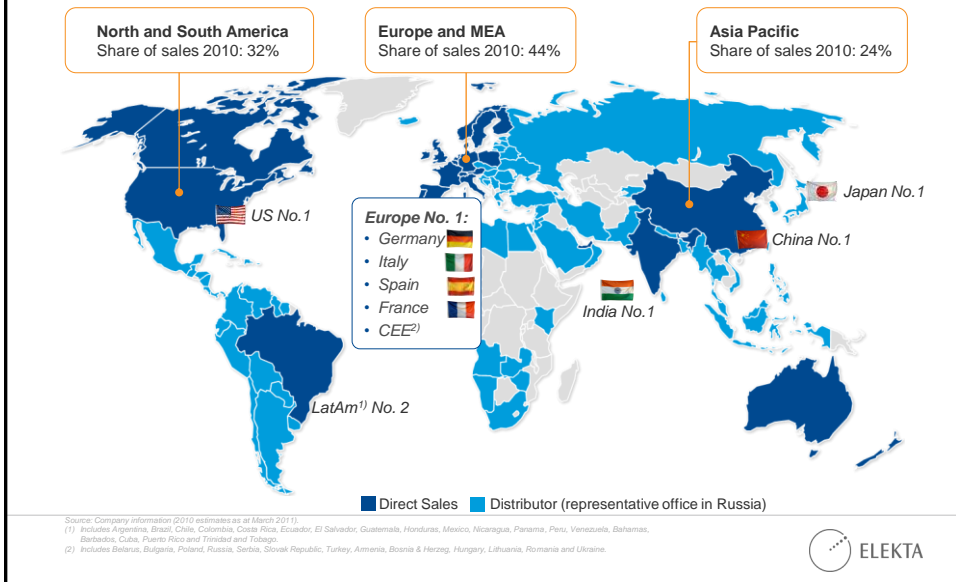 North and South America
Share of sales 2010: 32%
Europe and MEA
Share of sales 2010: 44%
Asia Pacific
Share of sales 2010: 24%
US No.1
Japan No.1
China No.1
India No.1
Europe No. 1:
• Germany
• Italy
• Spain
• France
• CEE2)
LatAm1) No. 2
Direct Sales
Distributor (representative office in Russia)
Source: Company information (2010 estimates as at March 2011).
(1) Includes Argentina, Brazil, Chile, Colombia, Costa Rica, Ecuador, El Salvador, Guatemala, Honduras, Mexico, Nicaragua, Panama, Peru, Venezuela, Bahamas,
Barbados, Cuba, Puerto Rico and Trinidad and Tobago.
(2) Includes Belarus, Bulgaria, Poland, Russia, Serbia, Slovak Republic, Turkey, Armenia, Bosnia & Herzeg, Hungary, Lithuania, Romania and Ukraine.
ELEKTA